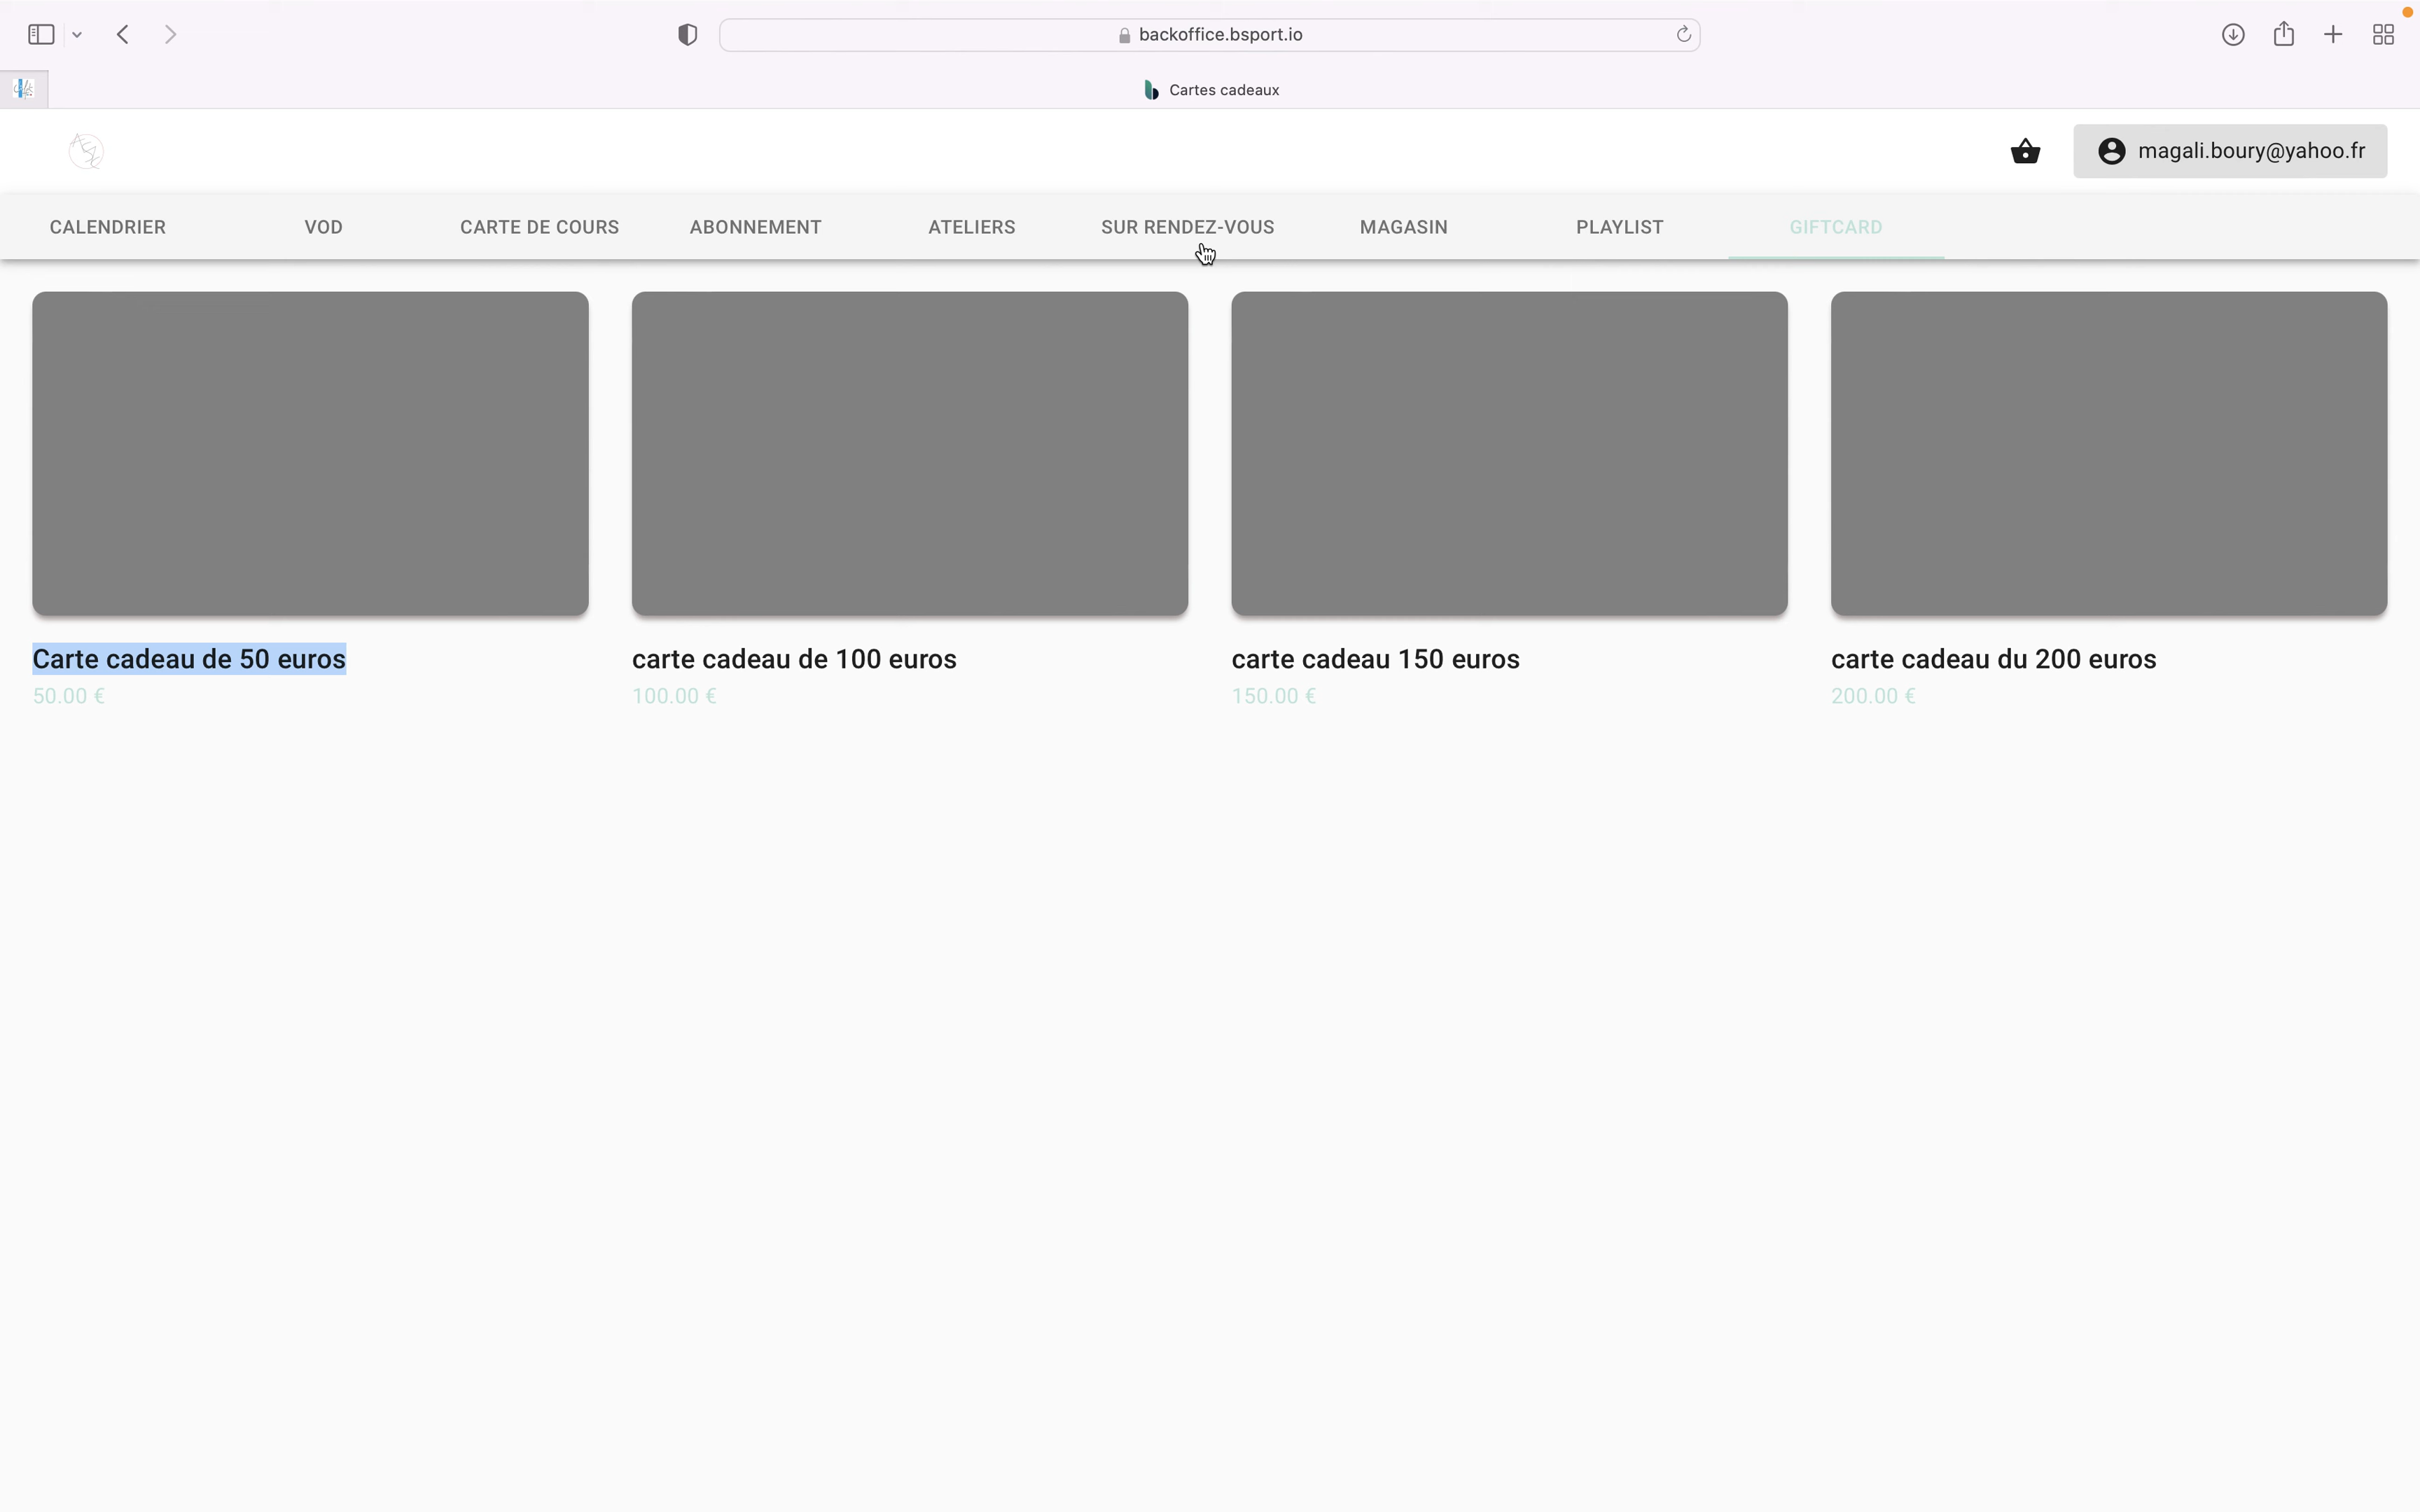 backoffice.bsport.io
Cartes cadeaux
magali.boury@yahoo.fr
CALENDRIER VOD CARTE DE COURS ABONNEMENT ATELIERS SUR RENDEZ-VOUS MAGASIN PLAYLIST GIFTCARD
Carte cadeau de 50 euros
50.00 €
carte cadeau de 100 euros
100.00 €
carte cadeau 150 euros
150.00 €
carte cadeau du 200 euros
200.00 €